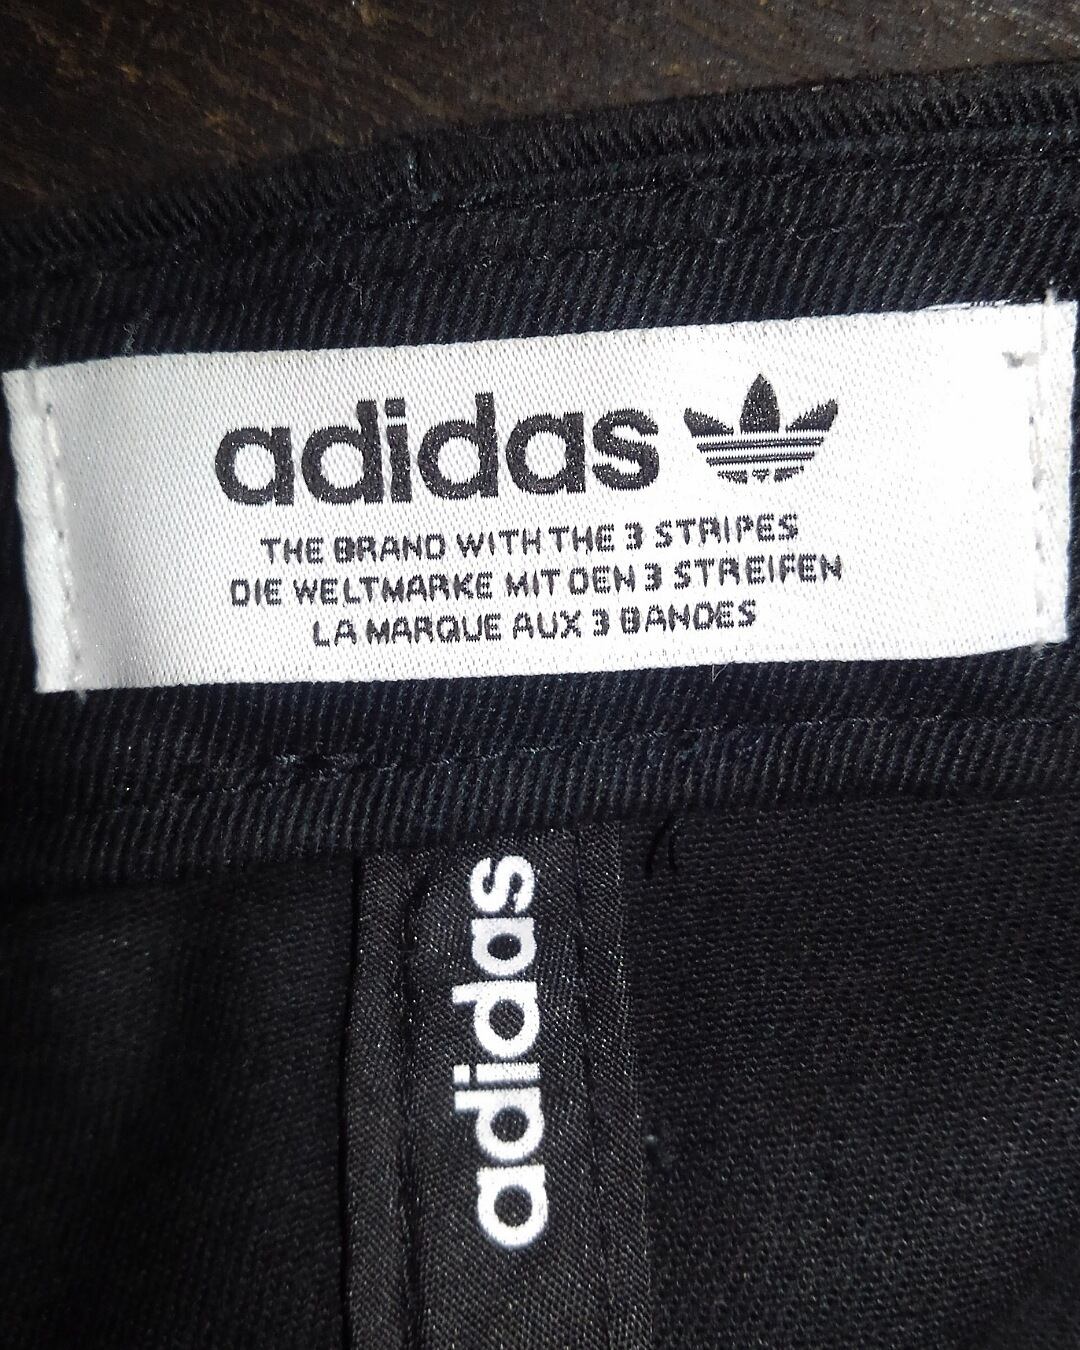 adidas
THE BRAND WITH THE 3 STRIPES
DIE WELTMARKE MIT DEN 3 STREIFEN
LA MARQUE AUX 3 BANDES
adidas